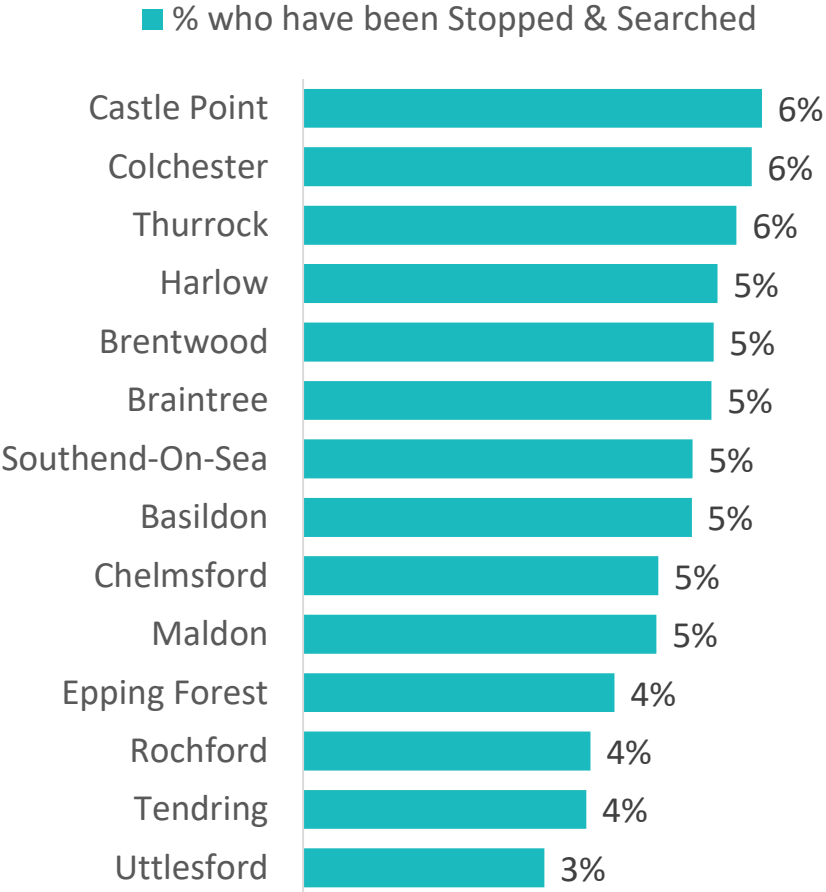 % who have been Stopped & Searched
Castle Point 6%
Colchester 6%
Thurrock 6%
Harlow 5%
Brentwood 5%
Braintree 5%
Southend-On-Sea 5%
Basildon 5%
Chelmsford 5%
Maldon 5%
Epping Forest 4%
Rochford 4%
Tendring 4%
Uttlesford 3%